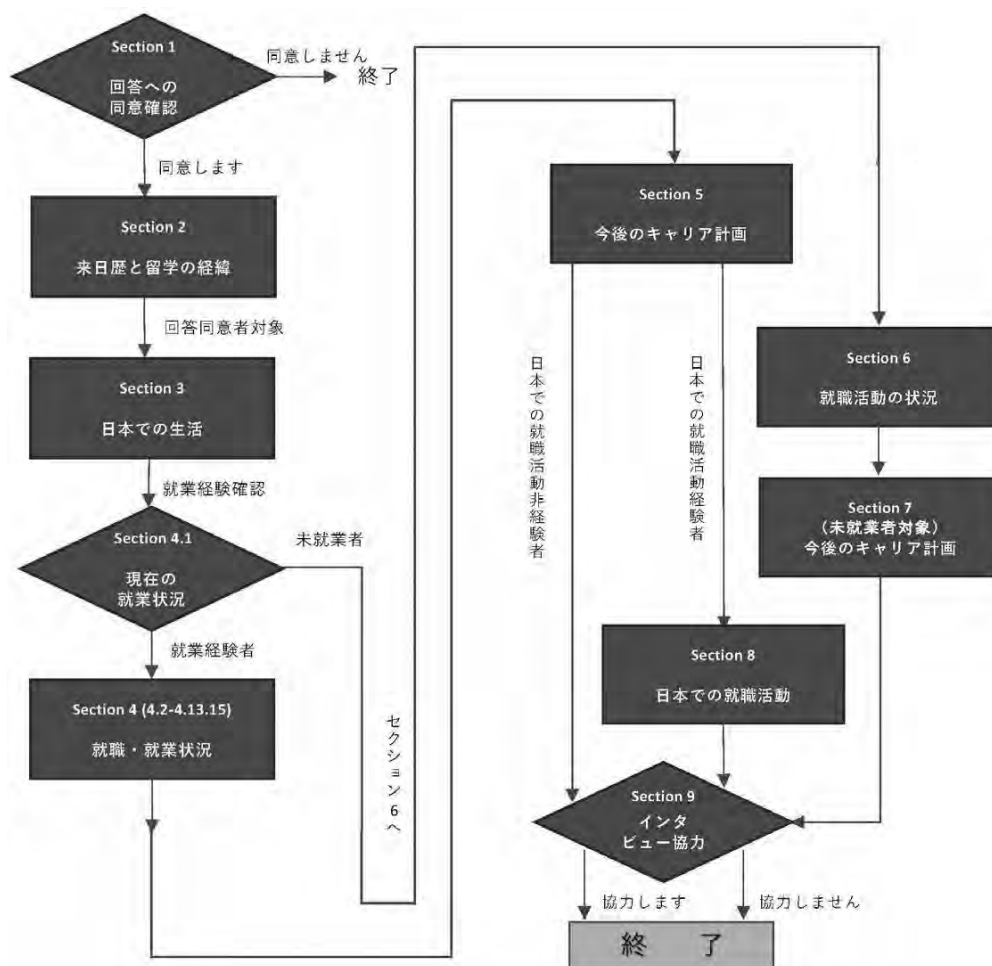 Section 1
回答への
同意確認
同意しません
終了
同意します
Section 2
来日歴と留学の経緯
回答同意者対象
Section 3
日本での生活
就業経験確認
Section 4.1
現在の
就業状況
未就業者
就業経験者
Section 4 (4.2-4.13.15)
就職・就業状況
セクション6へ
Section 5
今後のキャリア計画
日本での就職活動非経験者
日本での就職活動経験者
Section 6
就職活動の状況
Section 7
（未就業者対象）
今後のキャリア計画
Section 8
日本での就職活動
Section 9
インタ
ビュー協力
協力します
協力しません
終 了